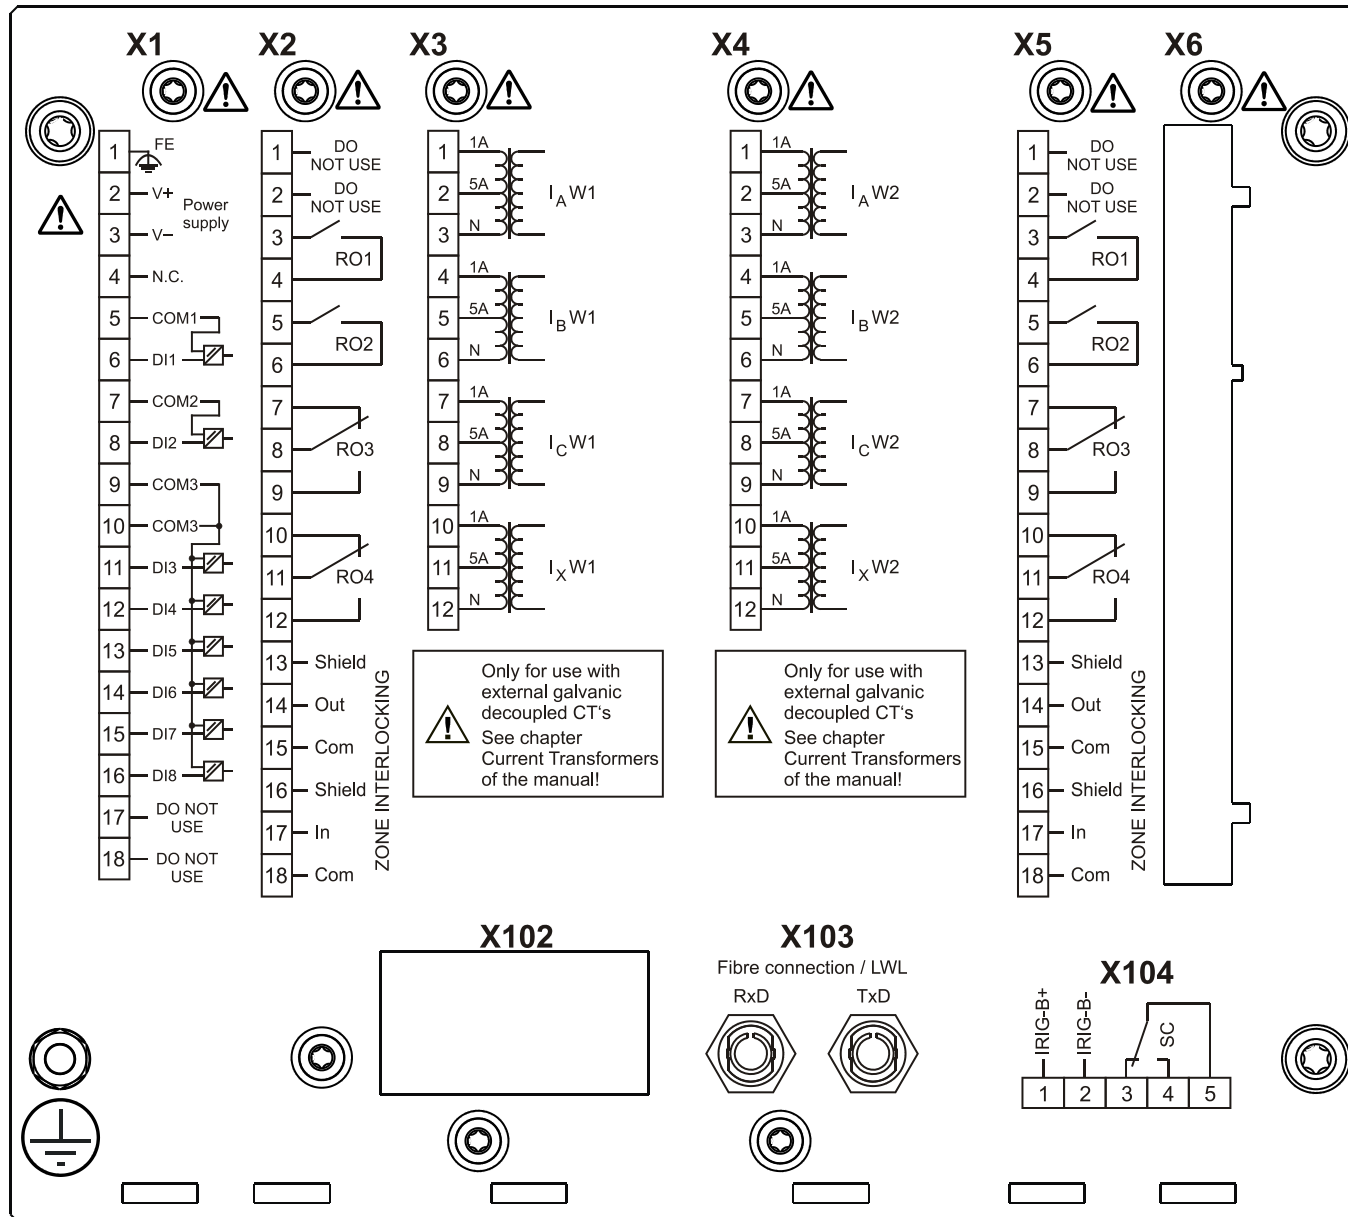 X1
X2
X3
X4
X5
X6
1 FE
2 V+
Power
supply
3 V–
4 N.C.
5 COM1
6 DI1
7 COM2
8 DI2
9 COM3
10 COM3
11 DI3
12 DI4
13 DI5
14 DI6
15 DI7
16 DI8
17 DO NOT
USE
18 DO NOT
USE
1 DO
NOT USE
2 DO
NOT USE
3
RO1
4
5
RO2
6
7
8 RO3
9
10
11 RO4
12
13 Shield
14 Out
15 Com
16 Shield
17 In
18 Com
ZONE INTERLOCKING
1 1A
2 5A IA W1
3 N
4 1A
5 5A IB W1
6 N
7 1A
8 5A IC W1
9 N
10 1A
11 5A IX W1
12 N
Only for use with
external galvanic
decoupled CT‘s
See chapter
Current Transformers
of the manual!
1 1A
2 5A IA W2
3 N
4 1A
5 5A IB W2
6 N
7 1A
8 5A IC W2
9 N
10 1A
11 5A IX W2
12 N
Only for use with
external galvanic
decoupled CT‘s
See chapter
Current Transformers
of the manual!
1 DO
NOT USE
2 DO
NOT USE
3
RO1
4
5
RO2
6
7
8 RO3
9
10
11 RO4
12
13 Shield
14 Out
15 Com
16 Shield
17 In
18 Com
ZONE INTERLOCKING
X102
X103
Fibre connection / LWL
RxD TxD
X104
IRIG-B+
IRIG-B-
SC
1 2 3 4 5